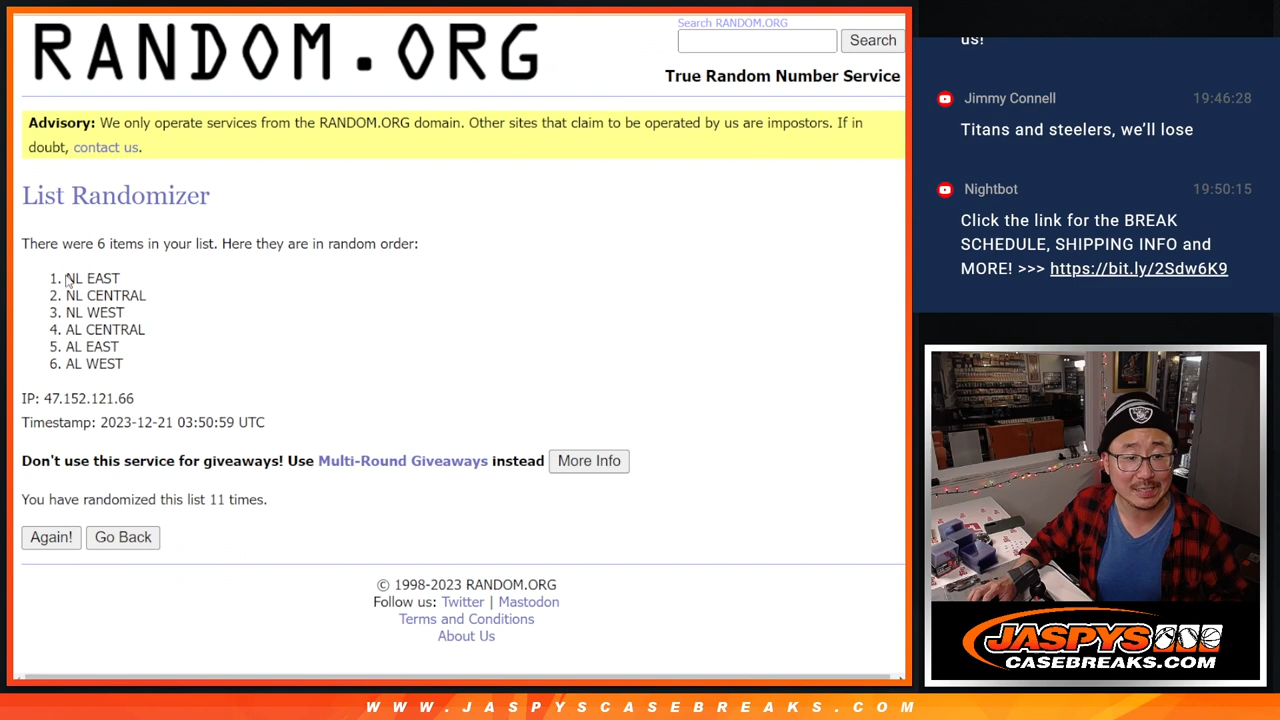 RANDOM.ORG
Search RANDOM.ORG
Search
True Random Number Service
Advisory: We only operate services from the RANDOM.ORG domain. Other sites that claim to be operated by us are impostors. If in
doubt, contact us.
List Randomizer
There were 6 items in your list. Here they are in random order:
1. NL EAST
2. NL CENTRAL
3. NL WEST
4. AL CENTRAL
5. AL EAST
6. AL WEST
IP: 47.152.121.66
Timestamp: 2023-12-21 03:50:59 UTC
Don't use this service for giveaways! Use Multi-Round Giveaways instead More Info
You have randomized this list 11 times.
Again! Go Back
© 1998-2023 RANDOM.ORG
Follow us: Twitter | Mastodon
Terms and Conditions
About Us
us!
Jimmy Connell 19:46:28
Titans and steelers, we’ll lose
Nightbot 19:50:15
Click the link for the BREAK
SCHEDULE, SHIPPING INFO and
MORE! >>> https://bit.ly/2Sdw6K9
JASPYS
CASEBREAKS.COM
WWW.JASPYSCASEBREAKS.COM